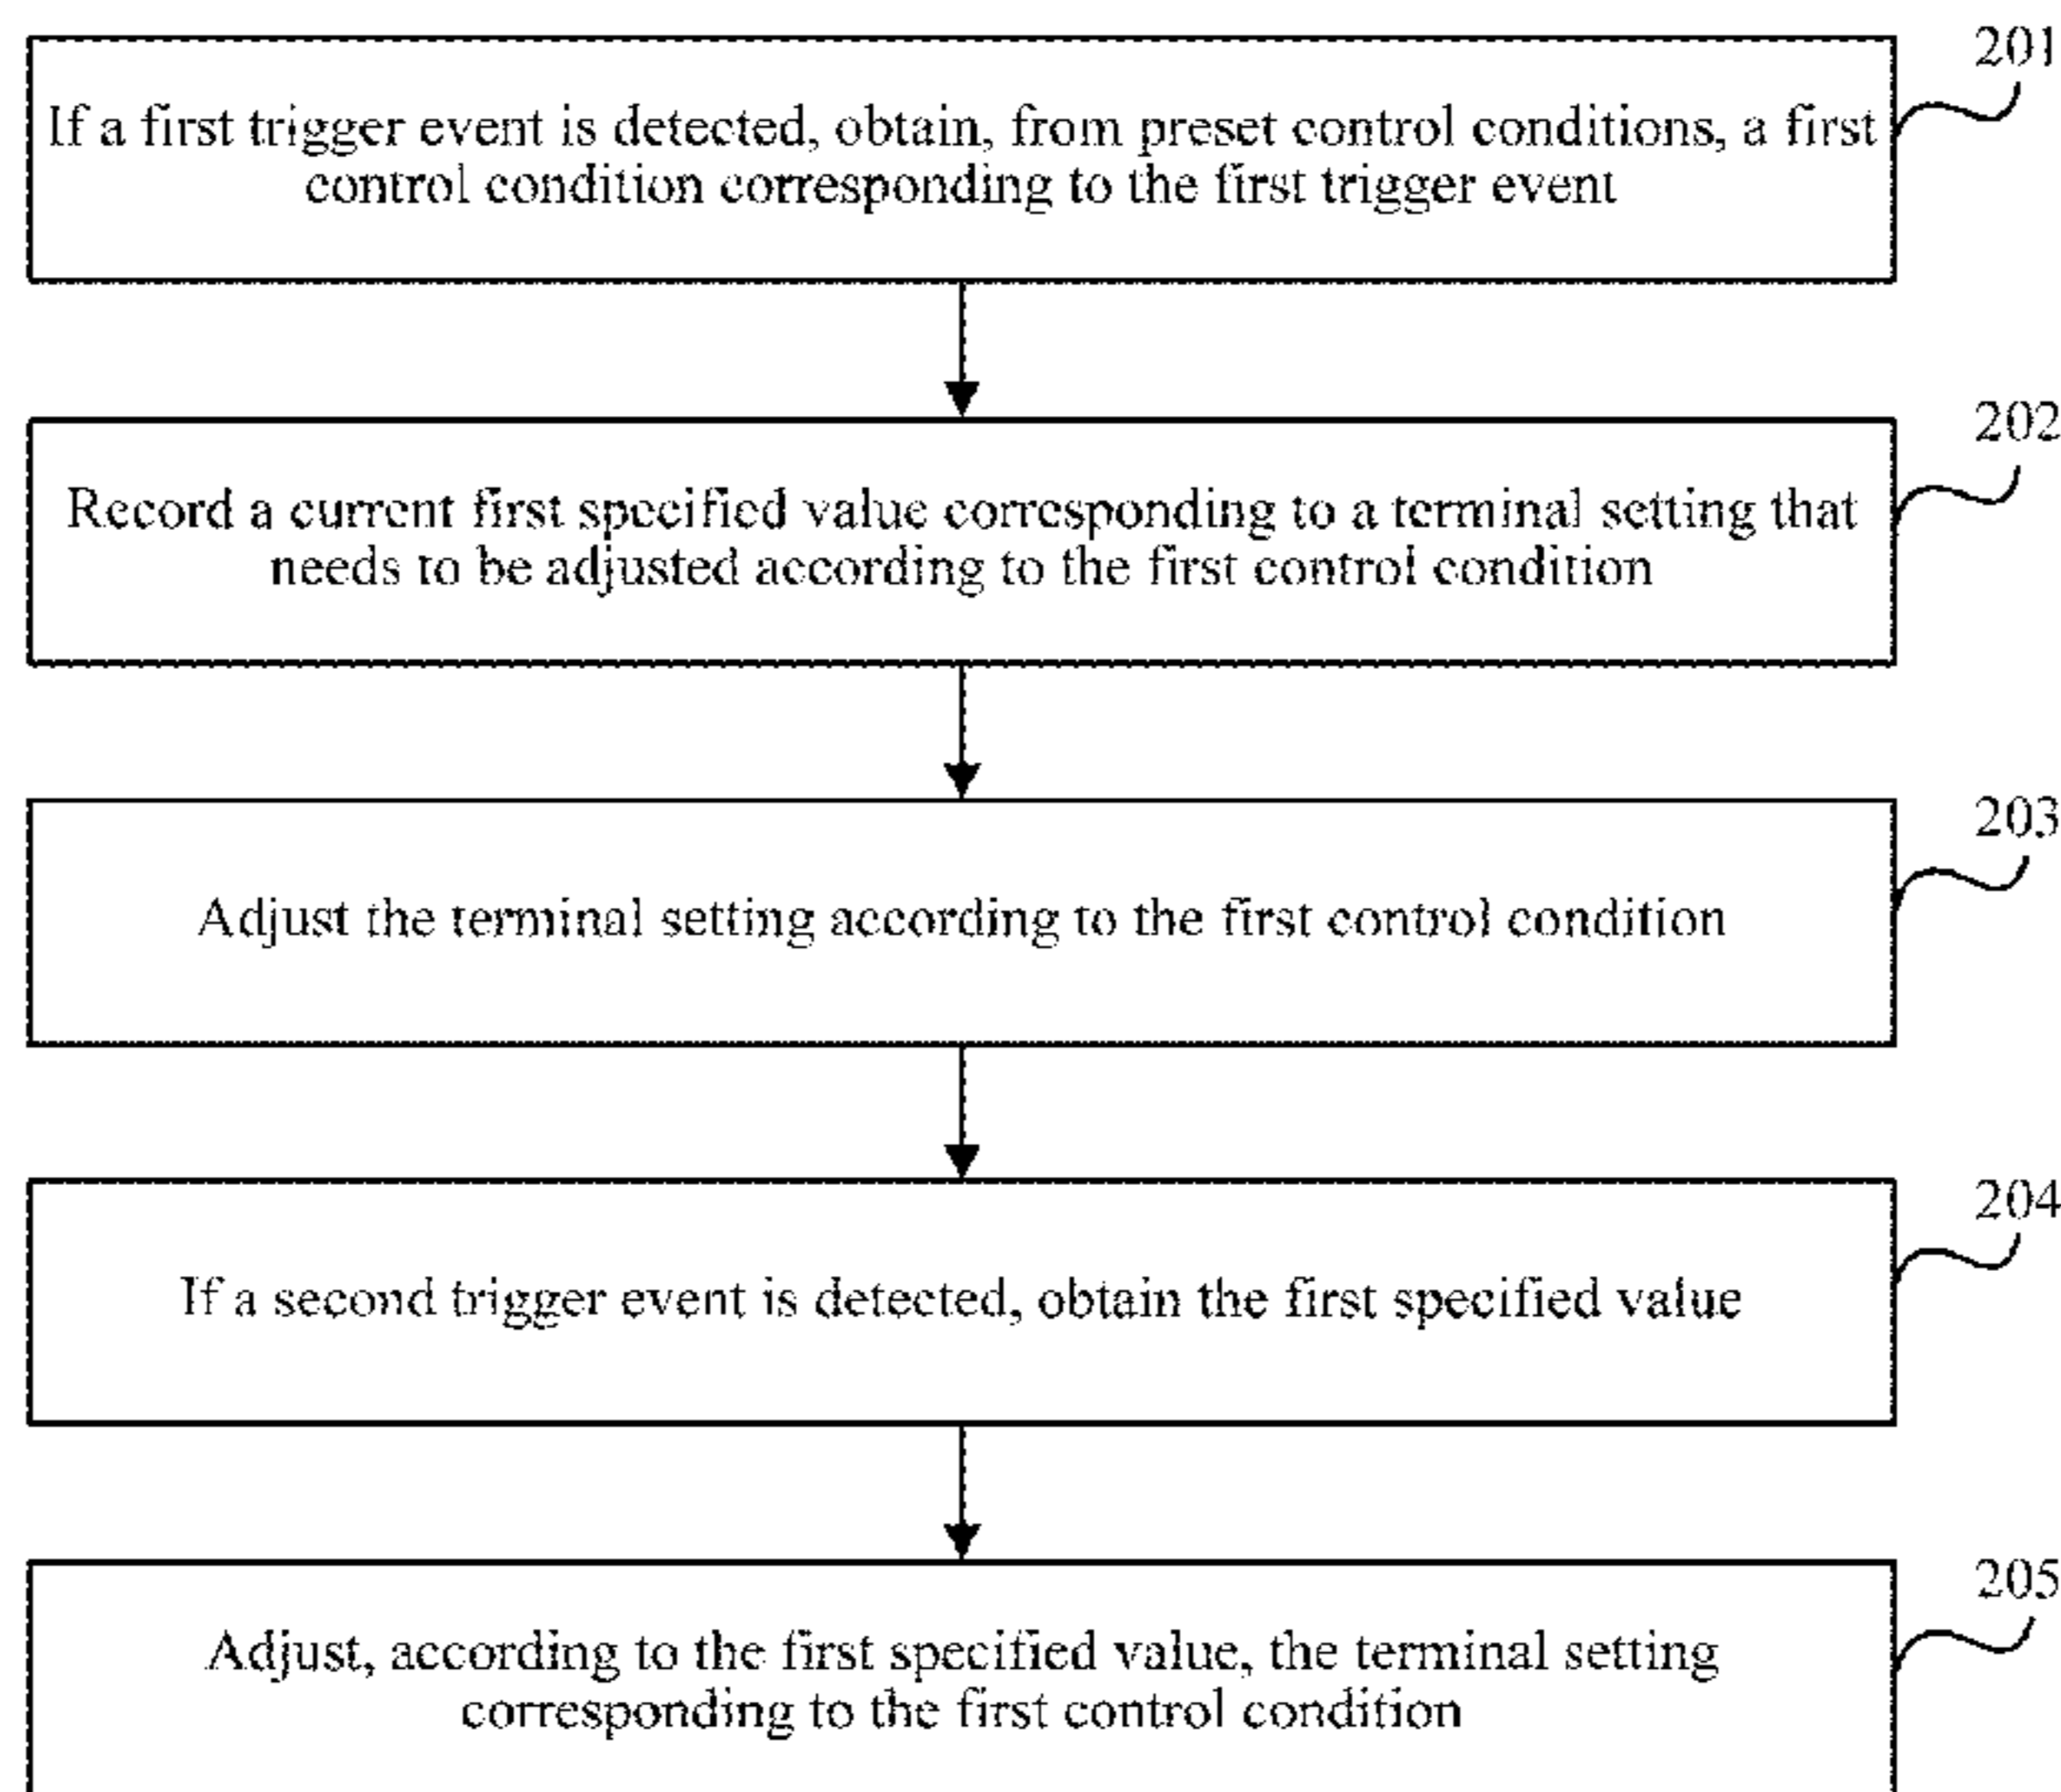 201
If a first trigger event is detected, obtain, from preset control conditions, a first
control condition corresponding to the first trigger event
202
Record a current first specified value corresponding to a terminal setting that
needs to be adjusted according to the first control condition
203
Adjust the terminal setting according to the first control condition
204
If a second trigger event is detected, obtain the first specified value
205
Adjust, according to the first specified value, the terminal setting
corresponding to the first control condition